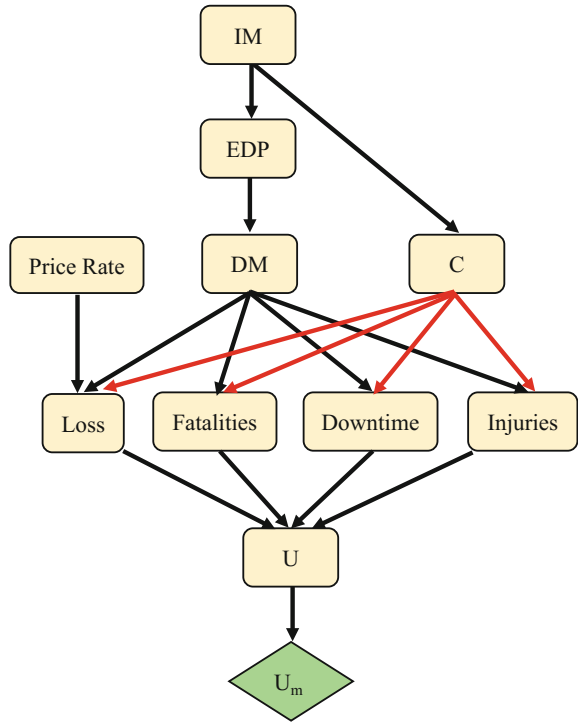 IM
EDP
Price Rate
DM
C
Loss
Fatalities
Downtime
Injuries
U
Uₘ